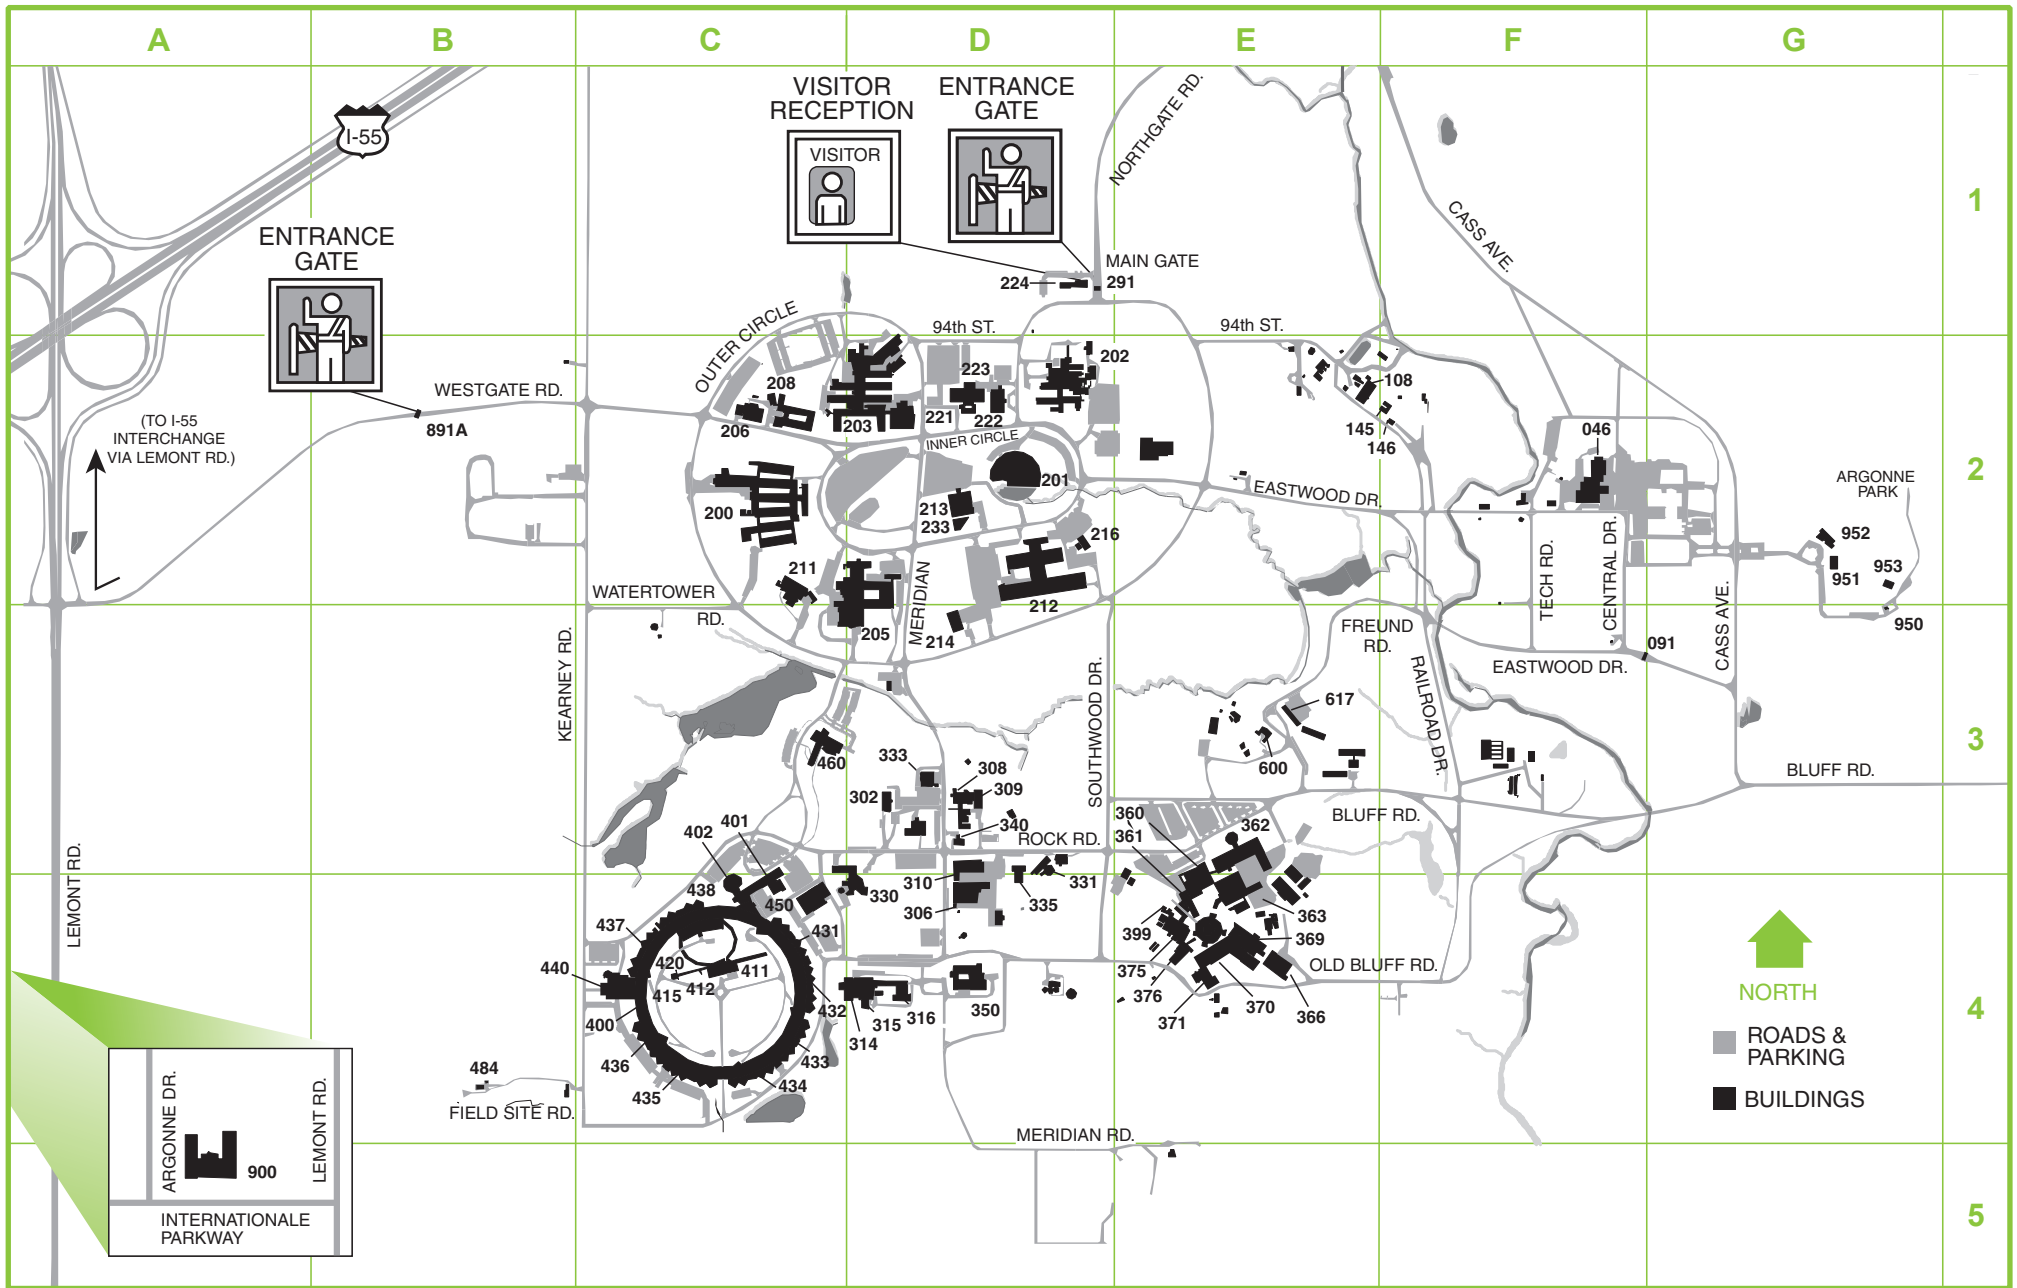 A
B
C
D
E
F
G
1
2
3
4
5
I-55
VISITOR
RECEPTION
VISITOR
ENTRANCE
GATE
NORTHGATE RD.
CASS AVE.
ENTRANCE
GATE
MAIN GATE
224
291
OUTER CIRCLE
94th ST.
94th ST.
202
223
208
108
WESTGATE RD.
206
203
221
222
145
146
891A
(TO I-55
INTERCHANGE
VIA LEMONT RD.)
INNER CIRCLE
046
ARGONNE
PARK
201
EASTWOOD DR.
200
213
233
216
952
951
953
950
211
WATERTOWER
RD.
MERIDIAN
212
205
214
TECH RD.
CENTRAL DR.
CASS AVE.
FREUND
RD.
091
EASTWOOD DR.
KEARNEY RD.
SOUTHWOOD DR.
RAILROAD DR.
617
600
460
333
308
309
302
340
ROCK RD.
360
361
362
BLUFF RD.
BLUFF RD.
LEMONT RD.
LEMONT RD.
402
401
438
450
437
431
330
310
306
335
331
363
399
369
375
376
371
370
366
OLD BLUFF RD.
440
420
415
412
411
400
432
315
316
314
350
436
433
435
434
484
FIELD SITE RD.
MERIDIAN RD.
NORTH
ROADS &
PARKING
BUILDINGS
ARGONNE DR.
900
LEMONT RD.
INTERNATIONALE
PARKWAY